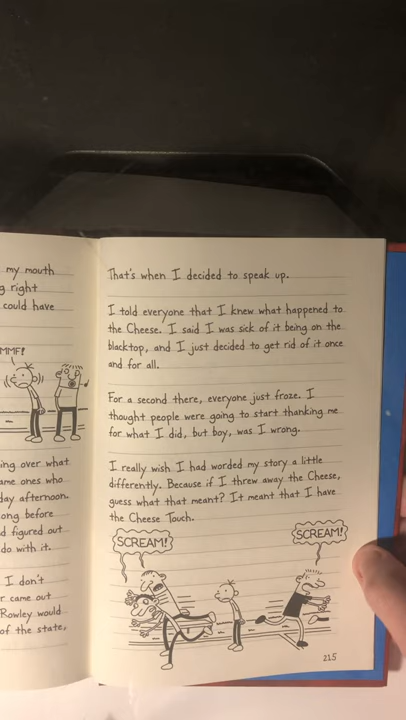 my mouth
g right
could have
MMF!
ing over what
ame ones who
day afternoon.
ong before
d figured out
do with it.
I don't
r came out
Rowley would
of the state,
That's when I decided to speak up.
I told everyone that I knew what happened to
the Cheese. I said I was sick of it being on the
blacktop, and I just decided to get rid of it once
and for all.
For a second there, everyone just froze. I
thought people were going to start thanking me
for what I did, but boy, was I wrong.
I really wish I had worded my story a little
differently. Because if I threw away the Cheese,
guess what that meant? It meant that I have
the Cheese Touch.
SCREAM!
SCREAM!
215